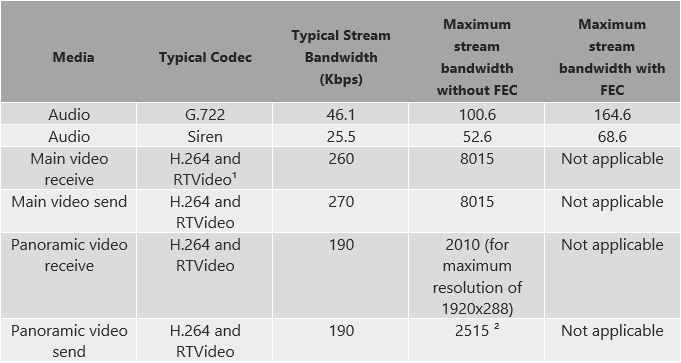 Media
Typical Codec
Typical Stream
Bandwidth
(Kbps)
Maximum
stream
bandwidth
without FEC
Maximum
stream
bandwidth with
FEC
Audio
G.722
46.1
100.6
164.6
Audio
Siren
25.5
52.6
68.6
Main video
receive
H.264 and
RTVideo¹
260
8015
Not applicable
Main video send
H.264 and
RTVideo
270
8015
Not applicable
Panoramic video
receive
H.264 and
RTVideo
190
2010 (for
maximum
resolution of
1920x288)
Not applicable
Panoramic video
send
H.264 and
RTVideo
190
2515 ²
Not applicable